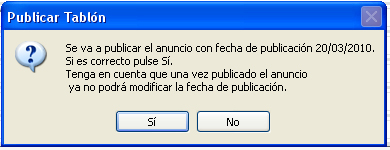 Publicar Tablón
Se va a publicar el anuncio con fecha de publicación 20/03/2010.
Si es correcto pulse Sí.
Tenga en cuenta que una vez publicado el anuncio
ya no podrá modificar la fecha de publicación.
Sí
No